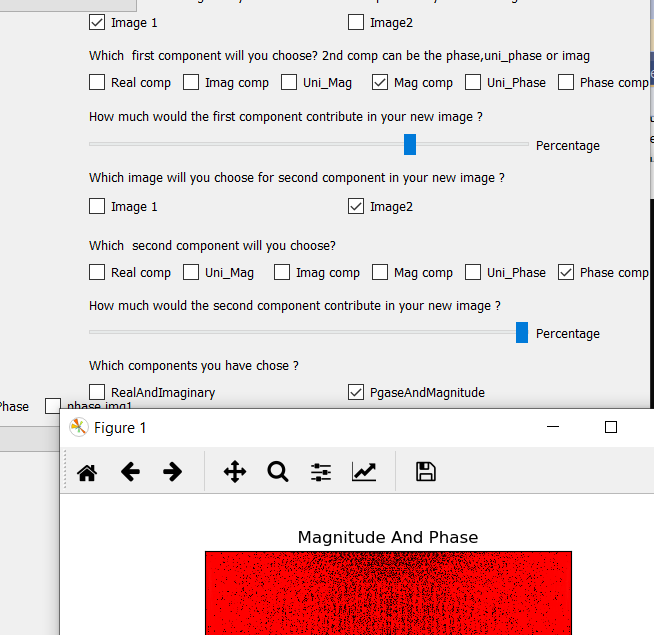 Image 1 Image2
Which first component will you choose? 2nd comp can be the phase,uni_phase or imag
Real comp Imag comp Uni_Mag Mag comp Uni_Phase Phase comp
How much would the first component contribute in your new image ?
Percentage
Which image will you choose for second component in your new image ?
Image 1 Image2
Which second component will you choose?
Real comp Uni_Mag Imag comp Mag comp Uni_Phase Phase comp
How much would the second component contribute in your new image ?
Percentage
Which components you have chose ?
RealAndImaginary PgaseAndMagnitude
Phase phase img1
Figure 1
Magnitude And Phase